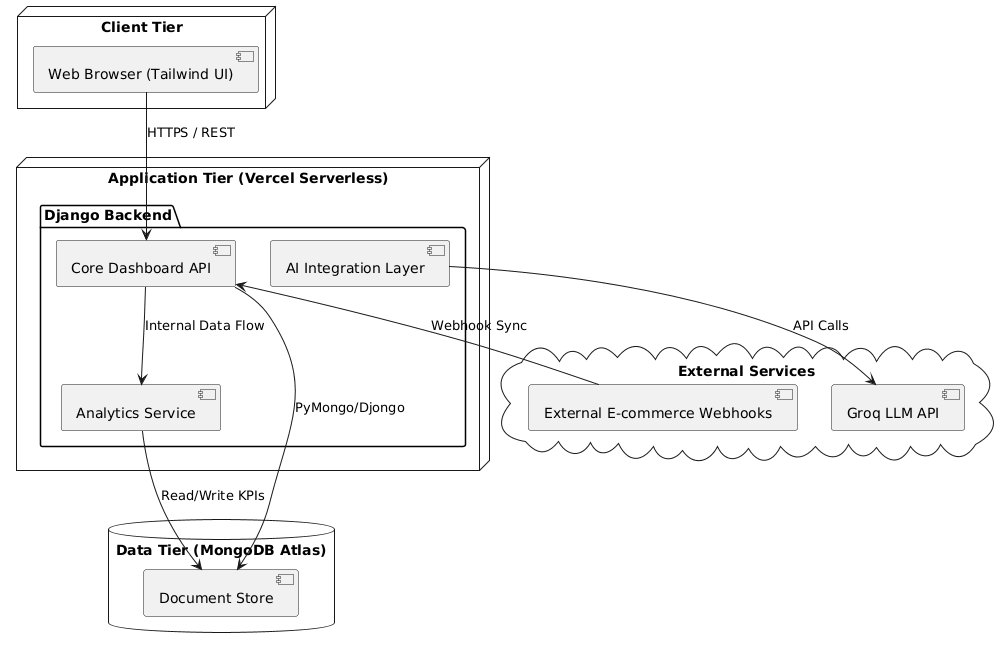 Client Tier
Web Browser (Tailwind UI)
HTTPS / REST
Application Tier (Vercel Serverless)
Django Backend
Core Dashboard API
AI Integration Layer
Internal Data Flow
Webhook Sync
API Calls
External Services
Analytics Service
PyMongo/Djongo
External E-commerce Webhooks
Groq LLM API
Read/Write KPIs
Data Tier (MongoDB Atlas)
Document Store